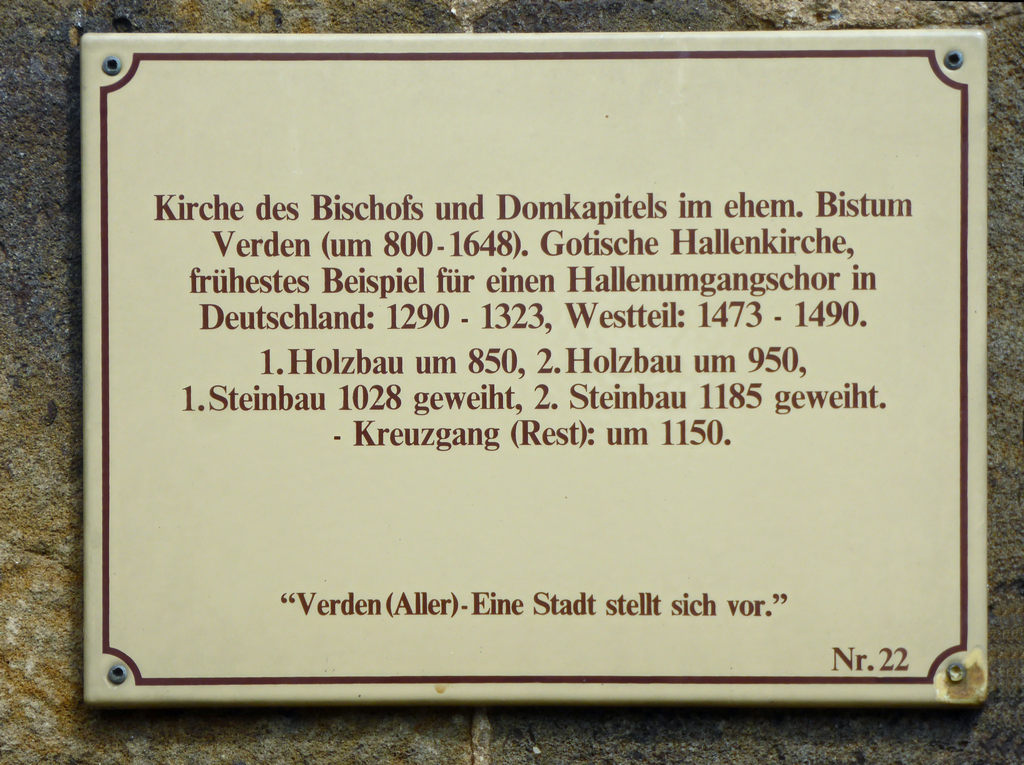 Kirche des Bischofs und Domkapitels im ehem. Bistum
Verden (um 800-1648). Gotische Hallenkirche,
frühestes Beispiel für einen Hallenumgangschor in
Deutschland: 1290 - 1323, Westteil: 1473 - 1490.
1.Holzbau um 850, 2.Holzbau um 950,
1.Steinbau 1028 geweiht, 2. Steinbau 1185 geweiht.
- Kreuzgang (Rest): um 1150.
“Verden (Aller)-Eine Stadt stellt sich vor.”
Nr. 22